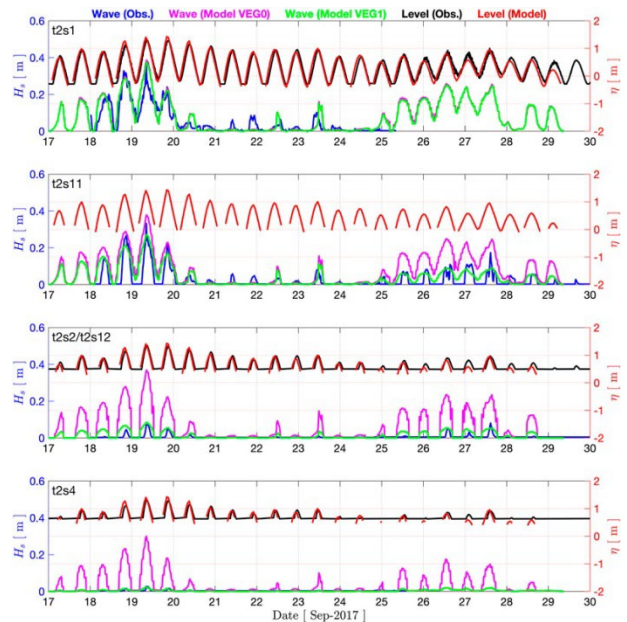 Wave (Obs.) Wave (Model VEG0) Wave (Model VEG1) Level (Obs.) Level (Model)
t2s1
0.6 0.4 0.2 0
H_s [ m ]
2 1 0 -1 -2
η [ m ]
17 18 19 20 21 22 23 24 25 26 27 28 29 30
t2s11
0.6 0.4 0.2 0
H_s [ m ]
2 1 0 -1 -2
η [ m ]
17 18 19 20 21 22 23 24 25 26 27 28 29 30
t2s2/t2s12
0.6 0.4 0.2 0
H_s [ m ]
2 1 0 -1 -2
η [ m ]
17 18 19 20 21 22 23 24 25 26 27 28 29 30
t2s4
0.6 0.4 0.2 0
H_s [ m ]
2 1 0 -1 -2
η [ m ]
17 18 19 20 21 22 23 24 25 26 27 28 29 30
Date [ Sep-2017 ]